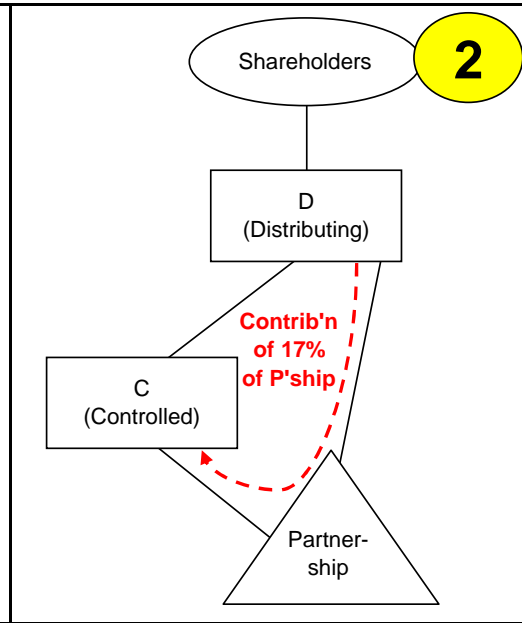 Shareholders
2
D
(Distributing)
Contrib'n
of 17%
of P'ship
C
(Controlled)
Partner-
ship